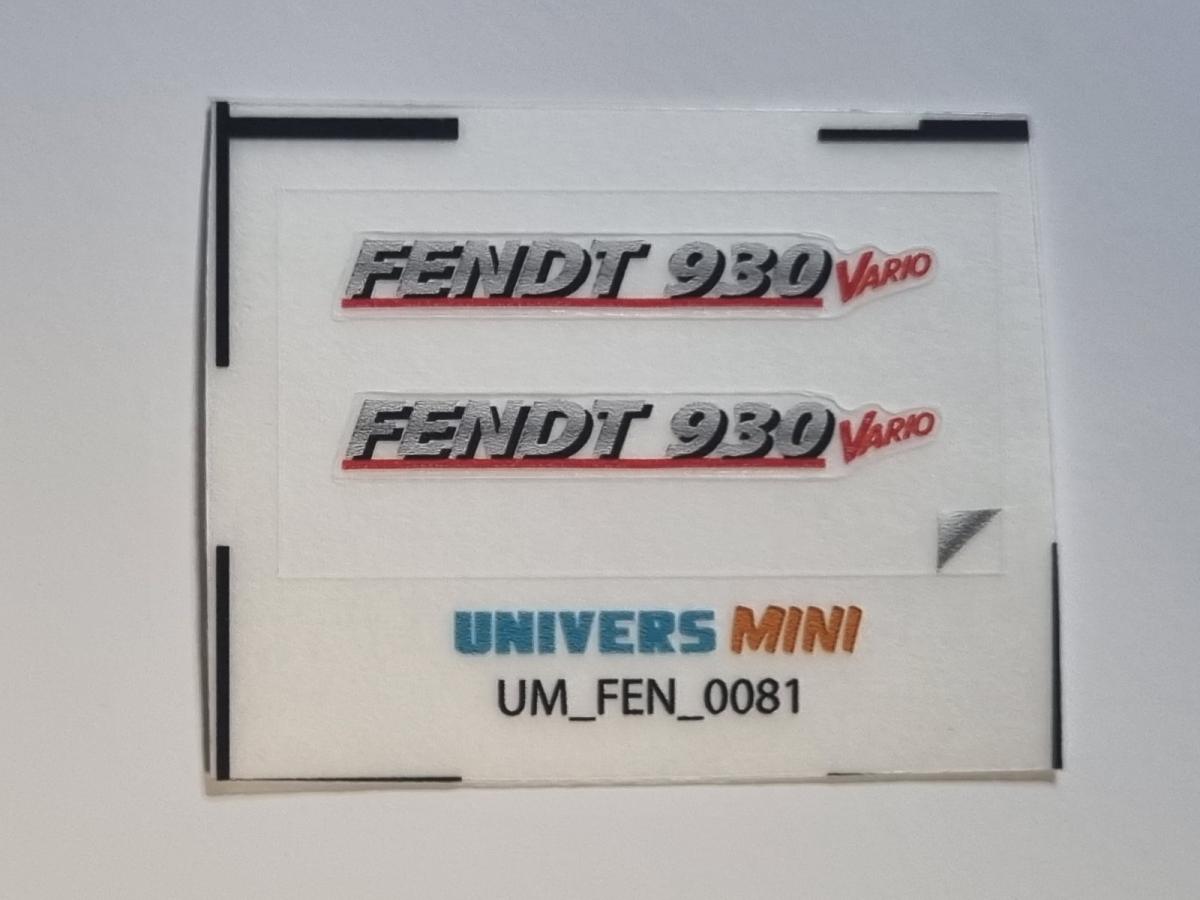 FENDT 930 VARIO
FENDT 930 VARIO
UNIVERS MINI
UM_FEN_0081